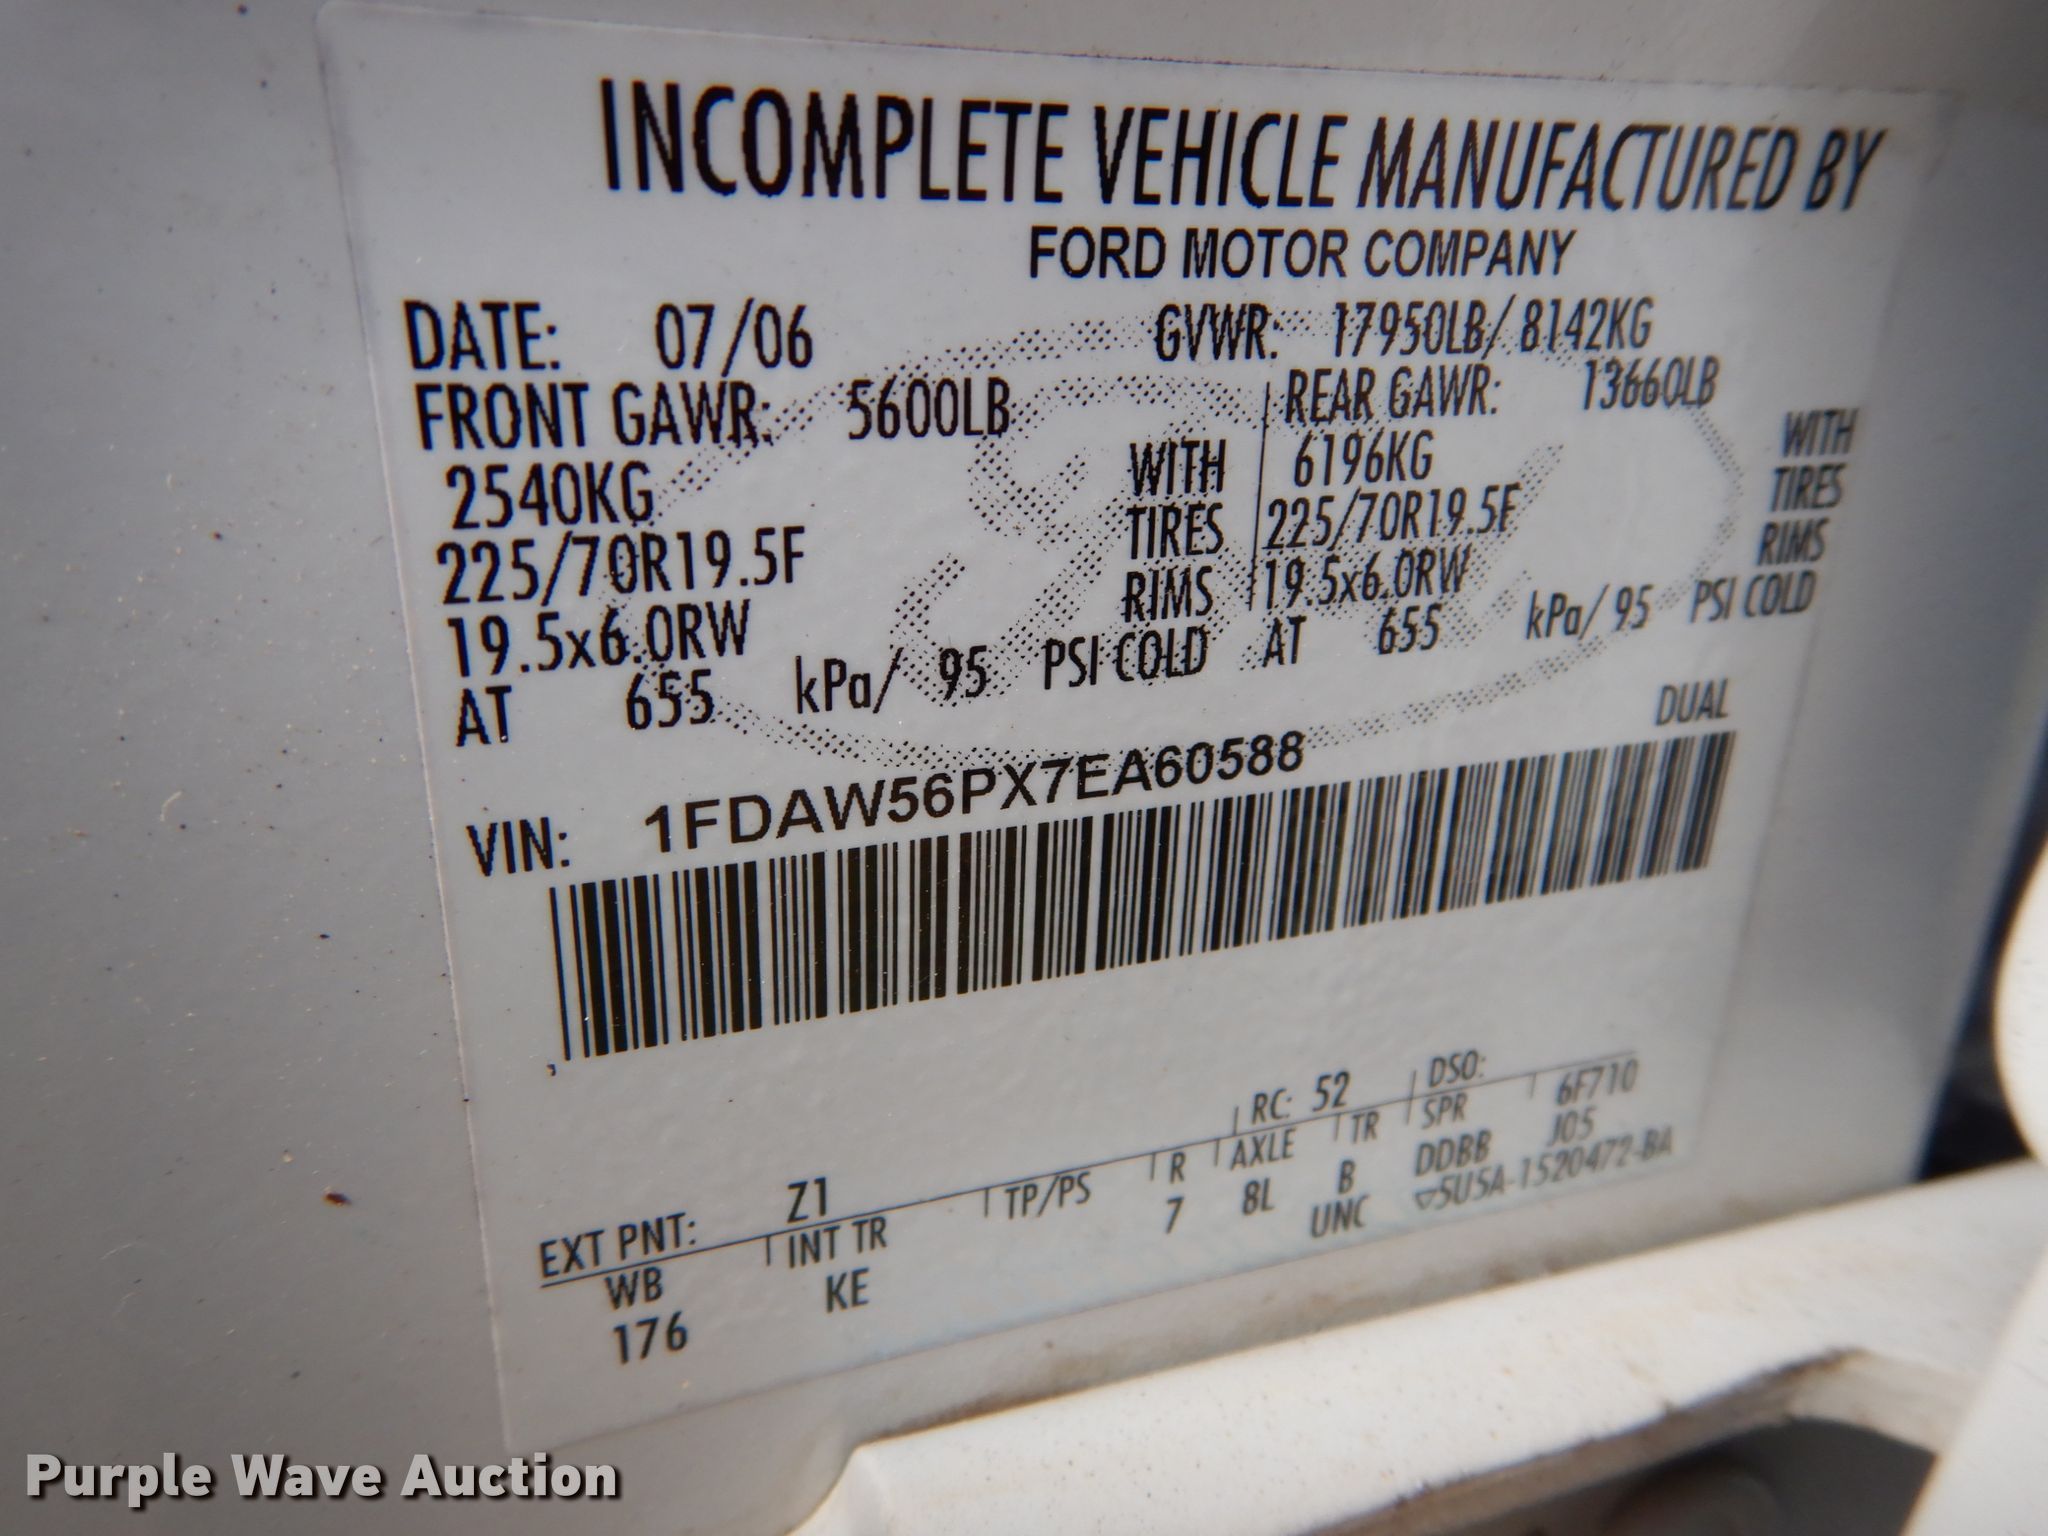 INCOMPLETE VEHICLE MANUFACTURED BY
FORD MOTOR COMPANY
DATE: 07/06 GVWR: 17950LB/ 8142KG
FRONT GAWR: 5600LB REAR GAWR: 13660LB
2540KG WITH 6196KG WITH
225/70R19.5F TIRES 225/70R19.5F TIRES
19.5x6.0RW RIMS 19.5x6.0RW RIMS
AT 655 kPa/ 95 PSI COLD AT 655 kPa/ 95 PSI COLD
DUAL
VIN: 1FDAW56PX7EA60588
RC: 52 DSO: 6F710
EXT PNT: Z1
WB INT TR TP/PS R AXLE TR SPR J05
176 KE 7 8L B DDBB
UNC 5U5A-1520472-BA
Purple Wave Auction